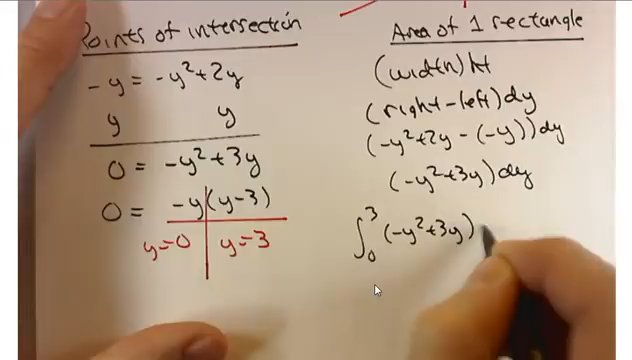 Points of intersection
-y = -y²+2y
y y
0 = -y²+3y
0 = -y(y-3)
y=0 y=3
Area of 1 rectangle
(width) ht
(right-left)dy
(-y²+2y-(-y))dy
(-y²+3y)dy
∫₀³(-y²+3y)